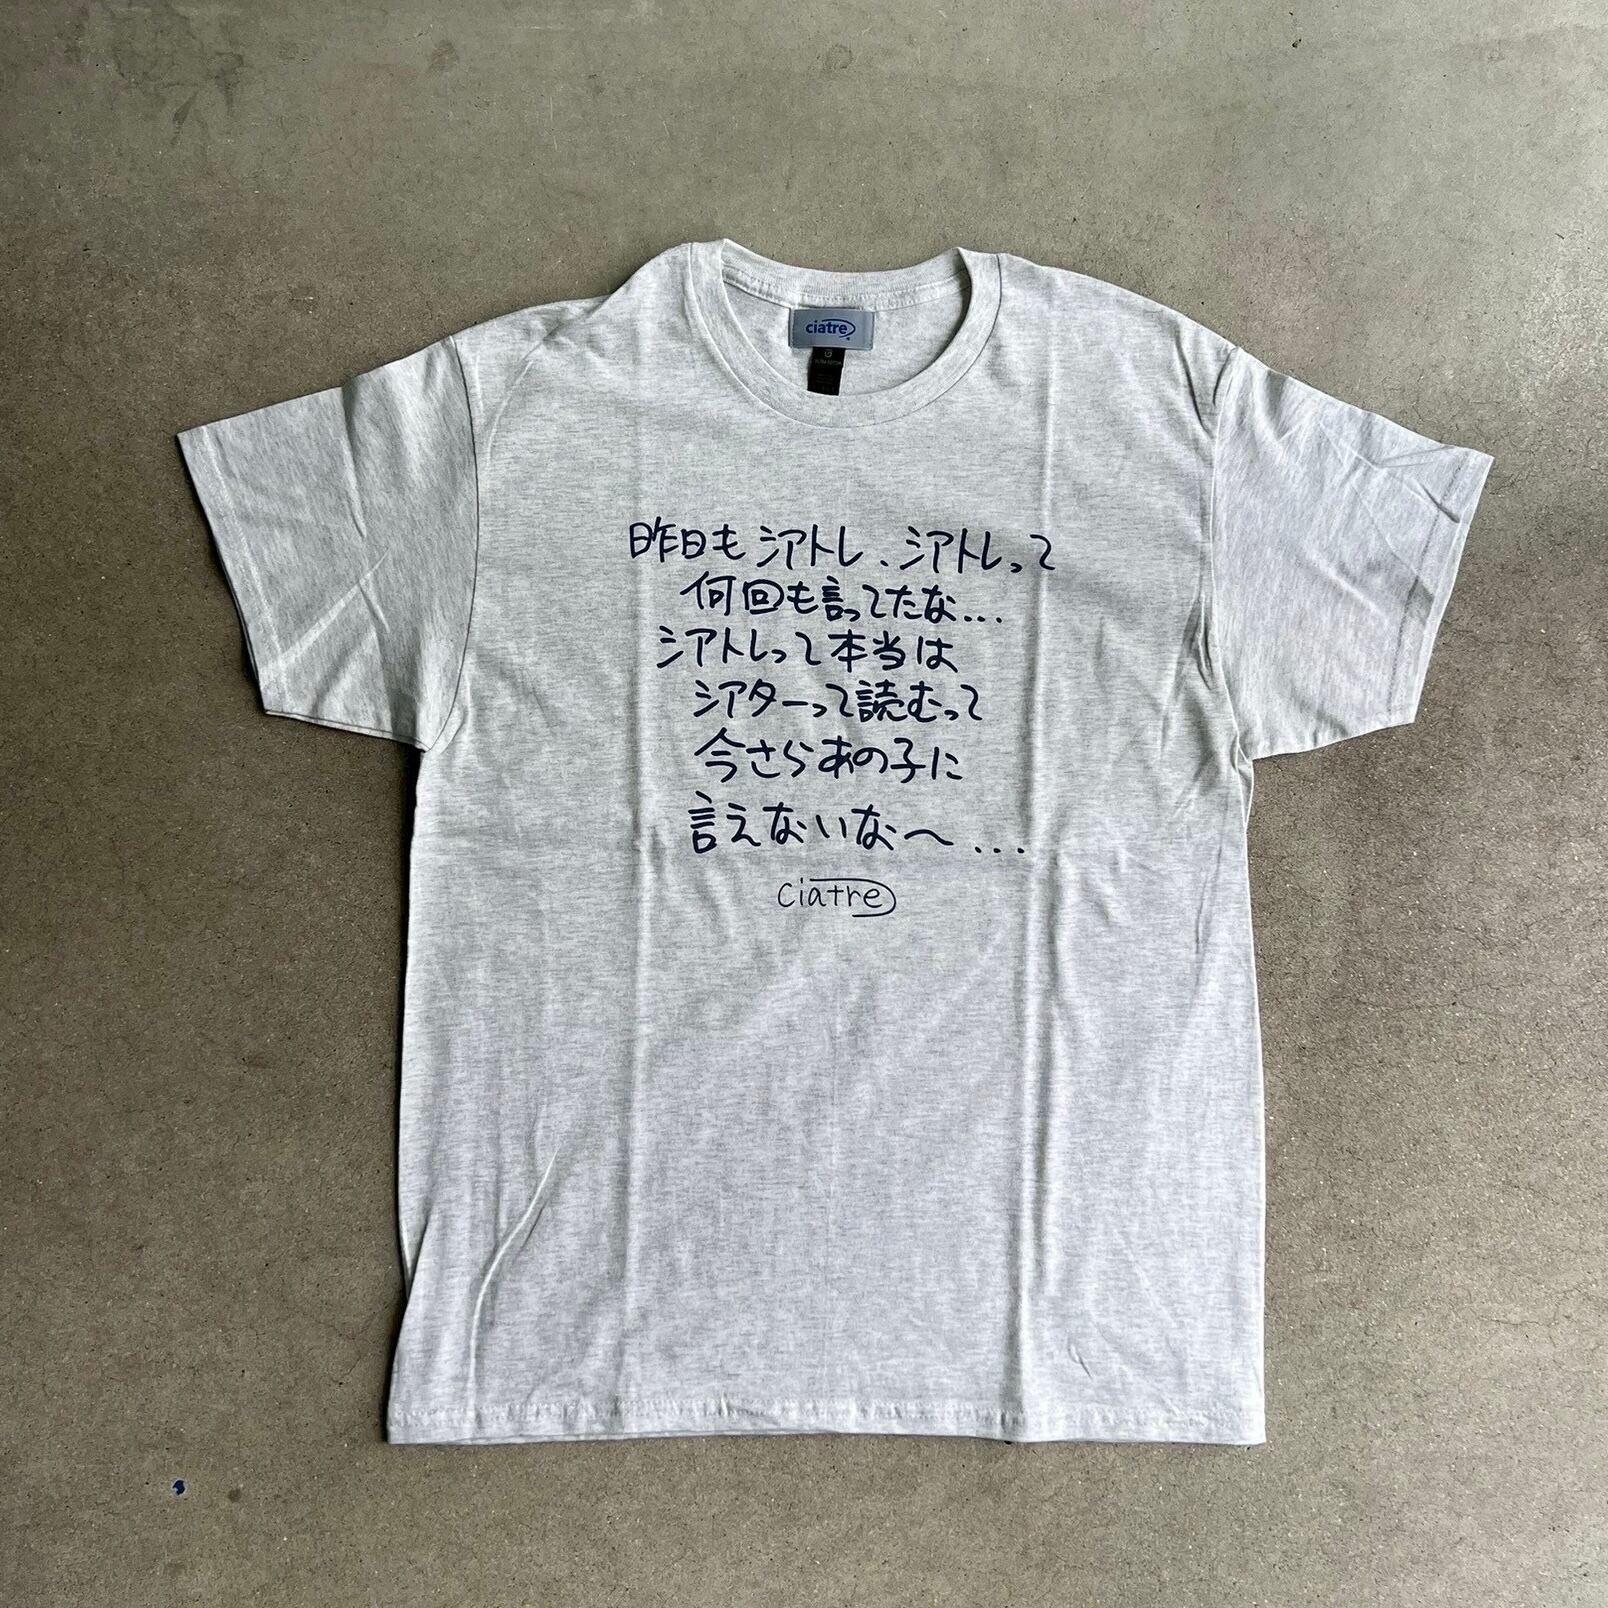 ciatre
昨日もシアトレ、シアトレって
何回も言ってたな...
シアトレって本当は
シアターって読むって
今さらあの子に
言えないいな〜...
ciatre